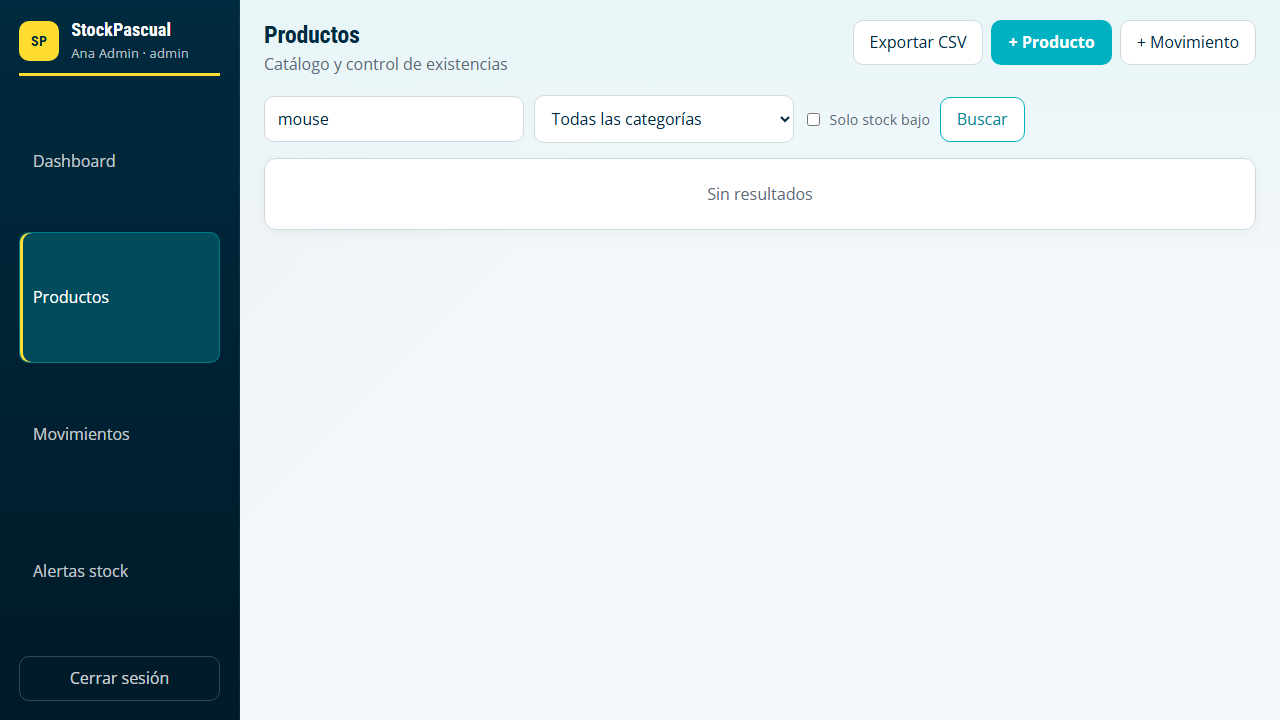 SP
StockPascual
Ana Admin · admin
Dashboard
Productos
Movimientos
Alertas stock
Cerrar sesión
Productos
Catálogo y control de existencias
Exportar CSV
+ Producto
+ Movimiento
mouse
Todas las categorías
Solo stock bajo
Buscar
Sin resultados